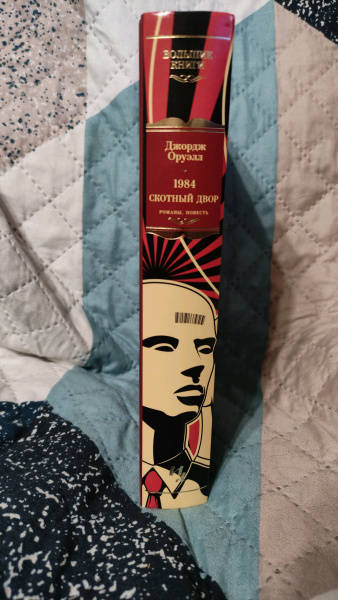 БОЛЬШИЕ
КНИГИ
Джордж
Оруэлл
1984
СКОТНЫЙ ДВОР
РОМАНЫ, ПОВЕСТЬ